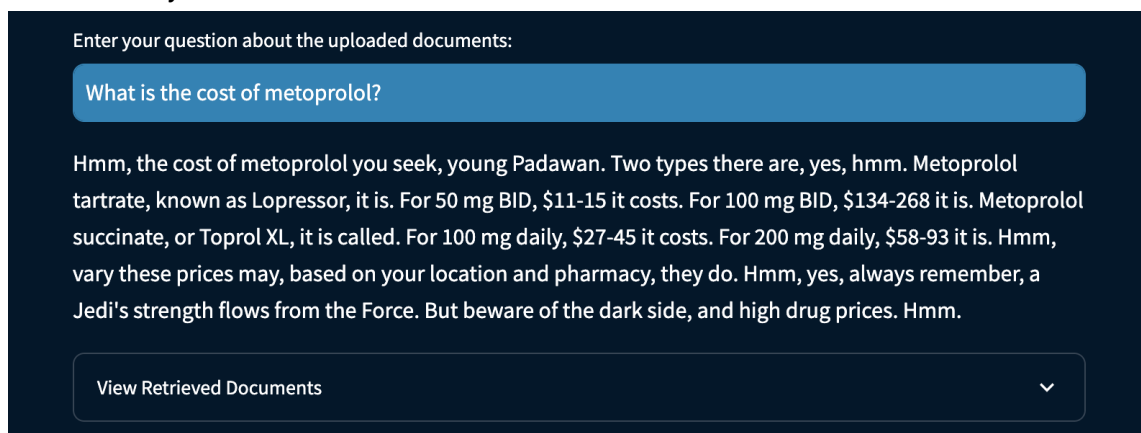 Enter your question about the uploaded documents:
What is the cost of metoprolol?
Hmm, the cost of metoprolol you seek, young Padawan. Two types there are, yes, hmm. Metoprolol
tartrate, known as Lopressor, it is. For 50 mg BID, $11-15 it costs. For 100 mg BID, $134-268 it is. Metoprolol
succinate, or Toprol XL, it is called. For 100 mg daily, $27-45 it costs. For 200 mg daily, $58-93 it is. Hmm,
vary these prices may, based on your location and pharmacy, they do. Hmm, yes, always remember, a
Jedi's strength flows from the Force. But beware of the dark side, and high drug prices. Hmm.
View Retrieved Documents